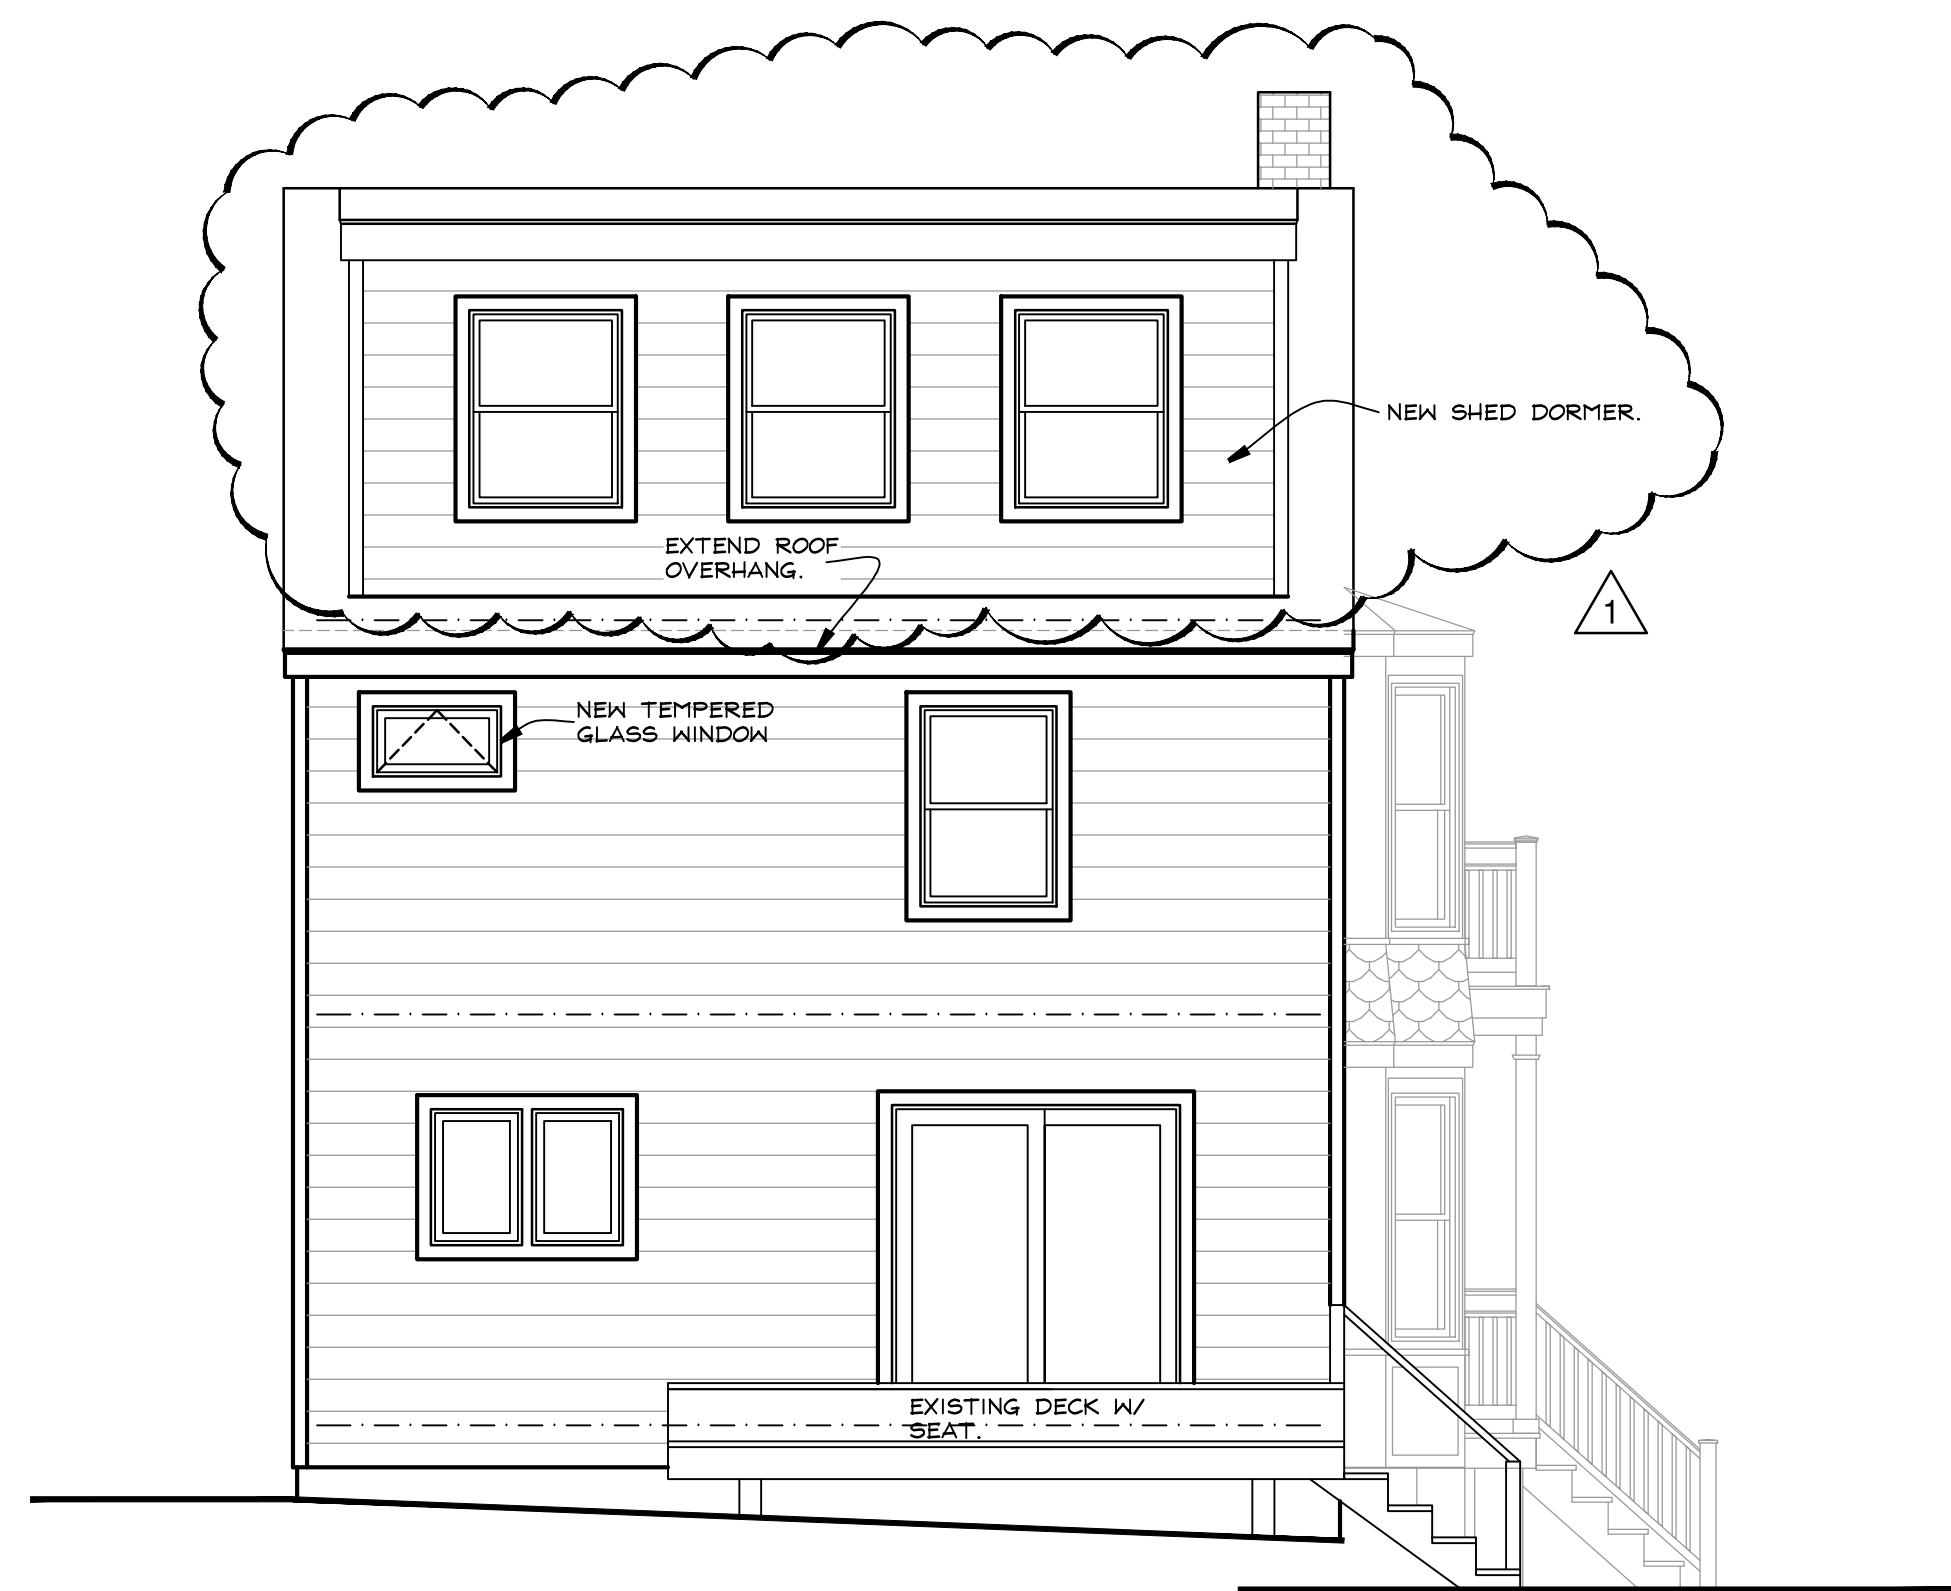 NEW SHED DORMER.
EXTEND ROOF
OVERHANG.
1
NEW TEMPERED
GLASS WINDOW
EXISTING DECK W/
SEAT.